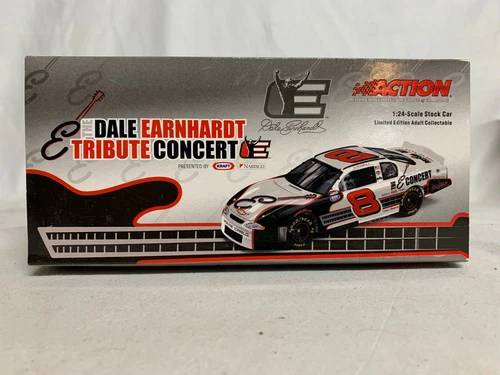 THE DALE EARNHARDT
TRIBUTE CONCERT E
PRESENTED BY KRAFT NABISCO
E
Dale Earnhardt
ACTION
1:24-Scale Stock Car
Limited Edition Adult Collectable
8
E CONCERT
8